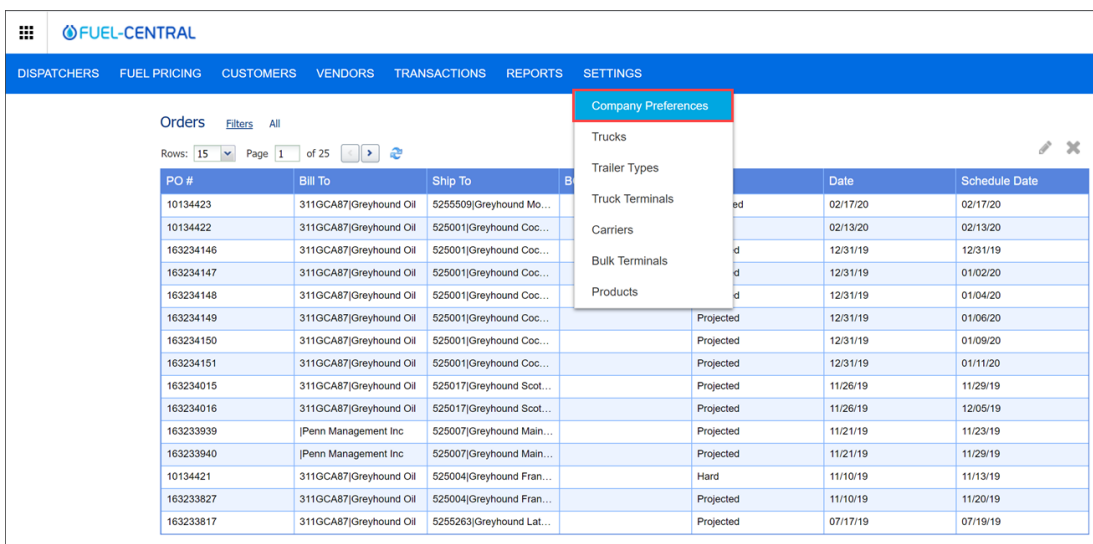 FUEL-CENTRAL
DISPATCHERS FUEL PRICING CUSTOMERS VENDORS TRANSACTIONS REPORTS SETTINGS
Company Preferences
Trucks
Trailer Types
Truck Terminals
Carriers
Bulk Terminals
Products
Orders Filters All
Rows: 15 Page 1 of 25
PO # Bill To Ship To Date Schedule Date
10134423 311GCA87|Greyhound Oil 5255509|Greyhound Mo... ed 02/17/20 02/17/20
10134422 311GCA87|Greyhound Oil 525001|Greyhound Coc... 02/13/20 02/13/20
163234146 311GCA87|Greyhound Oil 525001|Greyhound Coc... d 12/31/19 12/31/19
163234147 311GCA87|Greyhound Oil 525001|Greyhound Coc... d 12/31/19 01/02/20
163234148 311GCA87|Greyhound Oil 525001|Greyhound Coc... d 12/31/19 01/04/20
163234149 311GCA87|Greyhound Oil 525001|Greyhound Coc... Projected 12/31/19 01/06/20
163234150 311GCA87|Greyhound Oil 525001|Greyhound Coc... Projected 12/31/19 01/09/20
163234151 311GCA87|Greyhound Oil 525001|Greyhound Coc... Projected 12/31/19 01/11/20
163234015 311GCA87|Greyhound Oil 525017|Greyhound Scot... Projected 11/26/19 11/29/19
163234016 311GCA87|Greyhound Oil 525017|Greyhound Scot... Projected 11/26/19 12/05/19
163233939 |Penn Management Inc 525007|Greyhound Main... Projected 11/21/19 11/23/19
163233940 |Penn Management Inc 525007|Greyhound Main... Projected 11/21/19 11/29/19
10134421 311GCA87|Greyhound Oil 525004|Greyhound Fran... Hard 11/10/19 11/13/19
163233827 311GCA87|Greyhound Oil 525004|Greyhound Fran... Projected 11/10/19 11/20/19
163233817 311GCA87|Greyhound Oil 5255263|Greyhound Lat... Projected 07/17/19 07/19/19